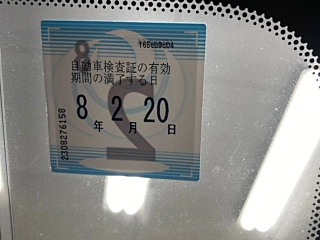 165eb9c04
自動車検査証の有効
期間の満了する日
8 2 20
年 月 日
2308276158